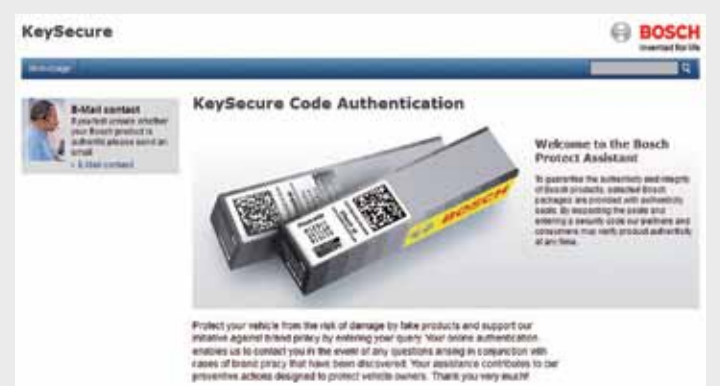 KeySecure
BOSCH
Invented for life
Homepage
E-Mail contact
If you feel unsure whether
your Bosch product is
authentic please send an
email
E-Mail contact
KeySecure Code Authentication
BOSCH
Welcome to the Bosch
Protect Assistant
To guarantee the authenticity and integrity
of Bosch products, selected Bosch
packages are provided with authenticity
seals. By inspecting the seals and
entering a security code our partners and
consumers may verify product authenticity
at any time.
Protect your vehicle from the risk of damage by fake products and support our
initiative against brand piracy by entering your query. Your online authentication
enables us to contact you in the event of any questions arising in conjunction with
cases of brand piracy that have been discovered. Your assistance contributes to our
preventive actions designed to protect vehicle owners. Thank you very much!